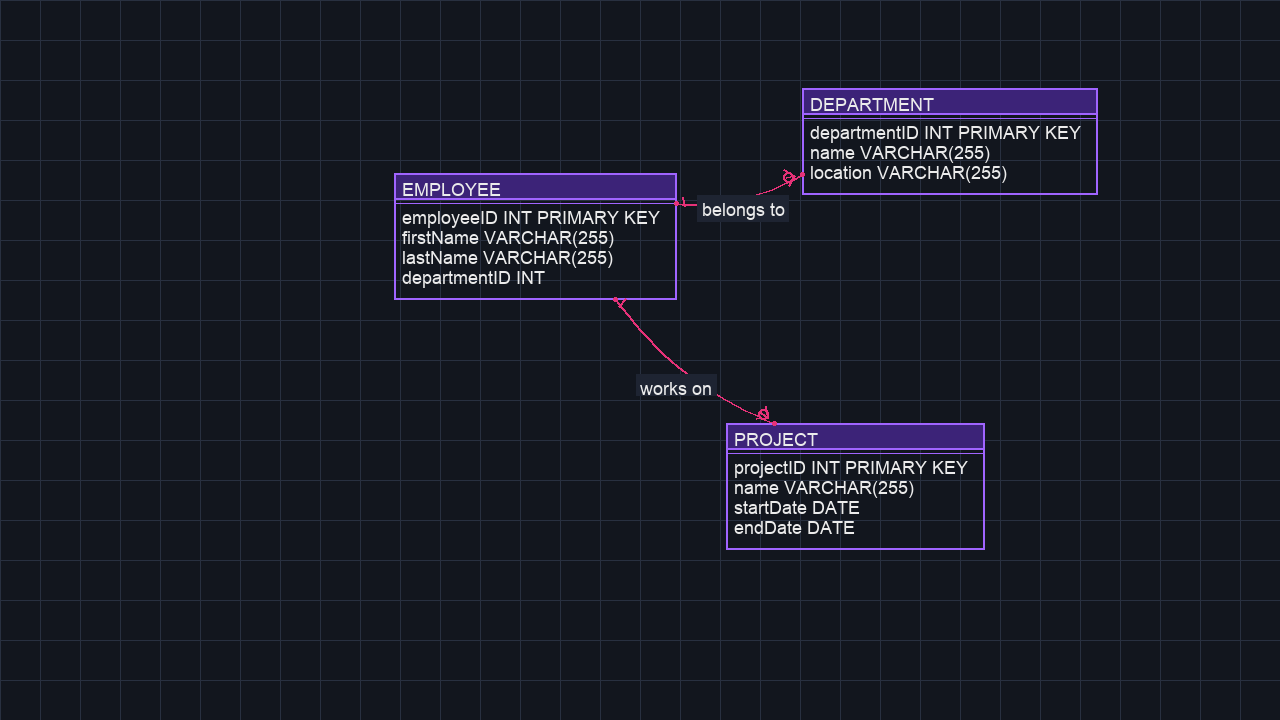 DEPARTMENT
departmentID INT PRIMARY KEY
name VARCHAR(255)
location VARCHAR(255)
EMPLOYEE
employeeID INT PRIMARY KEY
firstName VARCHAR(255)
lastName VARCHAR(255)
departmentID INT
belongs to
works on
PROJECT
projectID INT PRIMARY KEY
name VARCHAR(255)
startDate DATE
endDate DATE